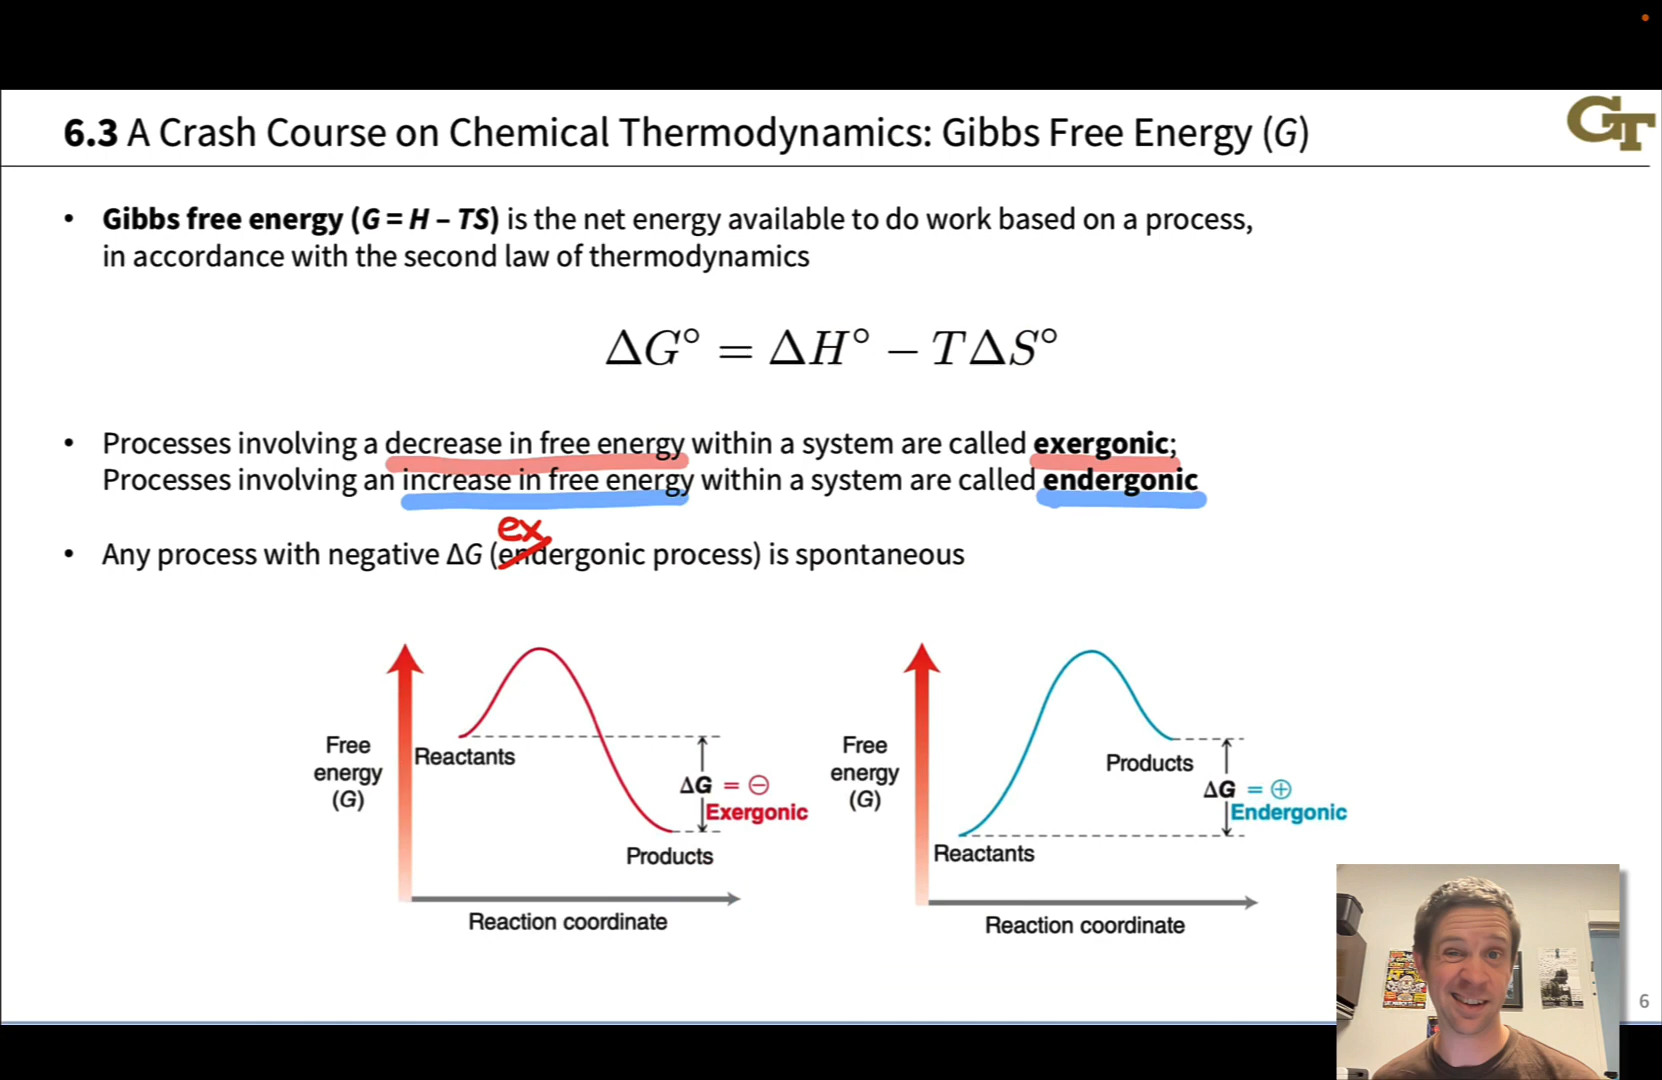 6.3 A Crash Course on Chemical Thermodynamics: Gibbs Free Energy (G)
GT
• Gibbs free energy (G = H – TS) is the net energy available to do work based on a process,
in accordance with the second law of thermodynamics
ΔG° = ΔH° − TΔS°
• Processes involving a decrease in free energy within a system are called exergonic;
Processes involving an increase in free energy within a system are called endergonic
ex
• Any process with negative ΔG (endergonic process) is spontaneous
Free
energy
(G)
Reactants
ΔG = ⊖
Exergonic
Products
Reaction coordinate
Free
energy
(G)
Products
ΔG = ⊕
Endergonic
Reactants
Reaction coordinate
6